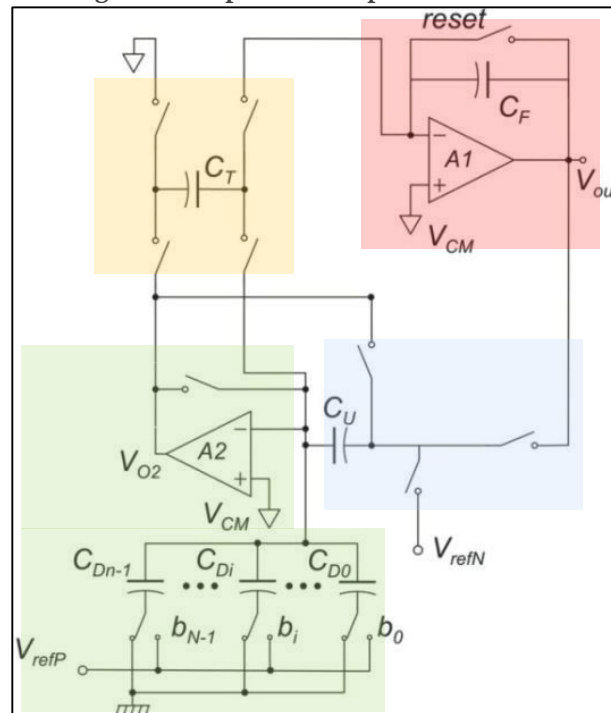 reset
C_F
C_T
A1
V_ou
V_CM
C_U
A2
V_O2
V_CM
V_refN
C_Dn-1
C_Di
C_D0
b_N-1
b_i
b_0
V_refP